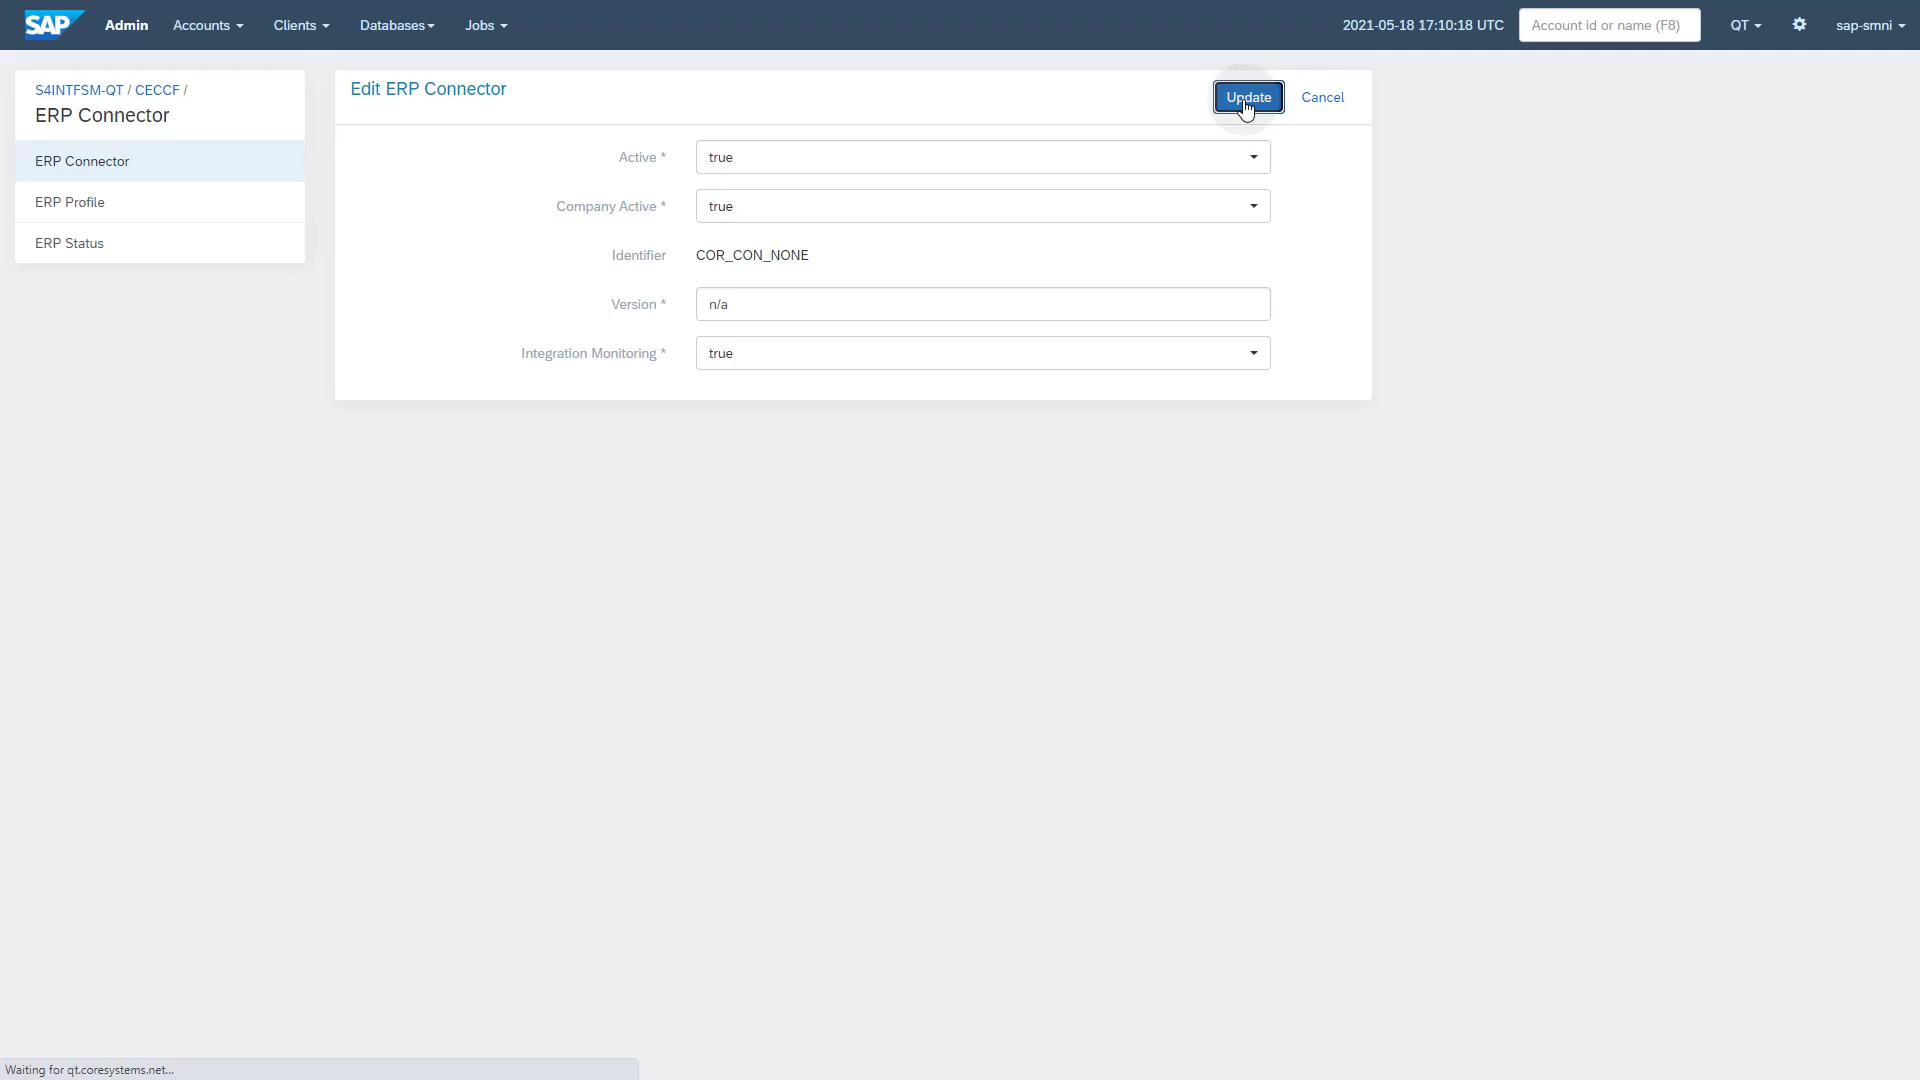 SAP Admin Accounts Clients Databases Jobs 2021-05-18 17:10:18 UTC Account id or name (F8) QT sap-smni
S4INTFSM-QT / CECCF /
ERP Connector
ERP Connector
ERP Profile
ERP Status
Edit ERP Connector
Update Cancel
Active * true
Company Active * true
Identifier COR_CON_NONE
Version * n/a
Integration Monitoring * true
Waiting for qt.coresystems.net...